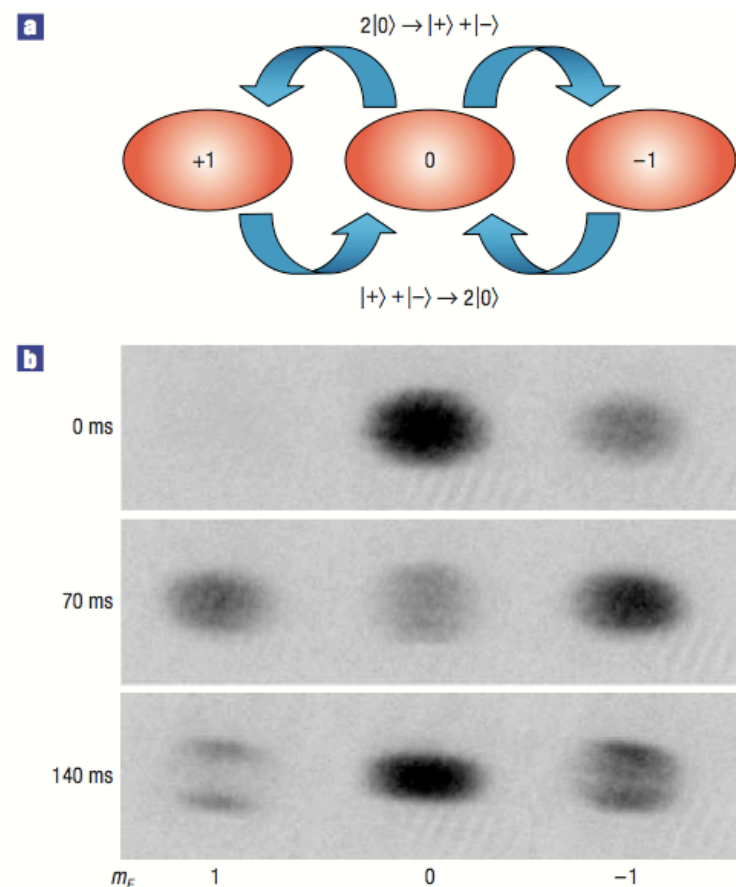 a
2|0⟩ → |+⟩ + |−⟩
+1 0 −1
|+⟩ + |−⟩ → 2|0⟩
b
0 ms
70 ms
140 ms
m_F 1 0 −1